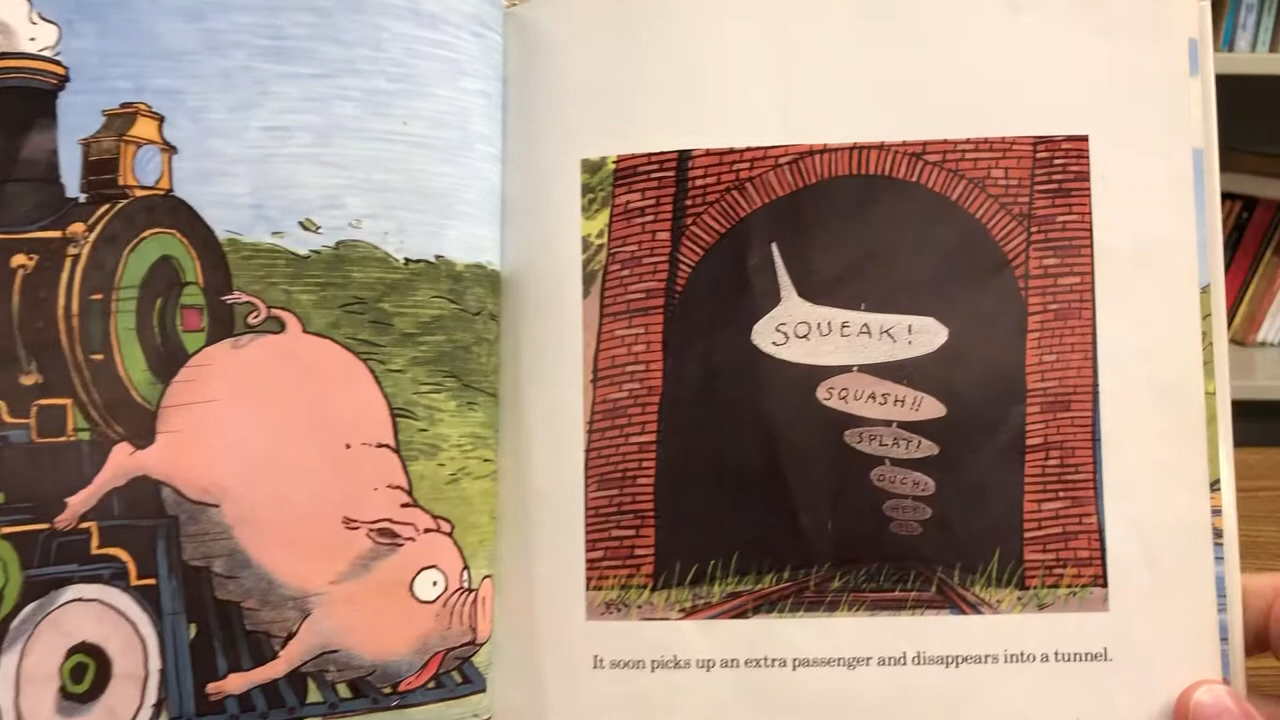 SQUEAK!
SQUASH!!
SPLAT!
OUCH!
HEY!
It soon picks up an extra passenger and disappears into a tunnel.